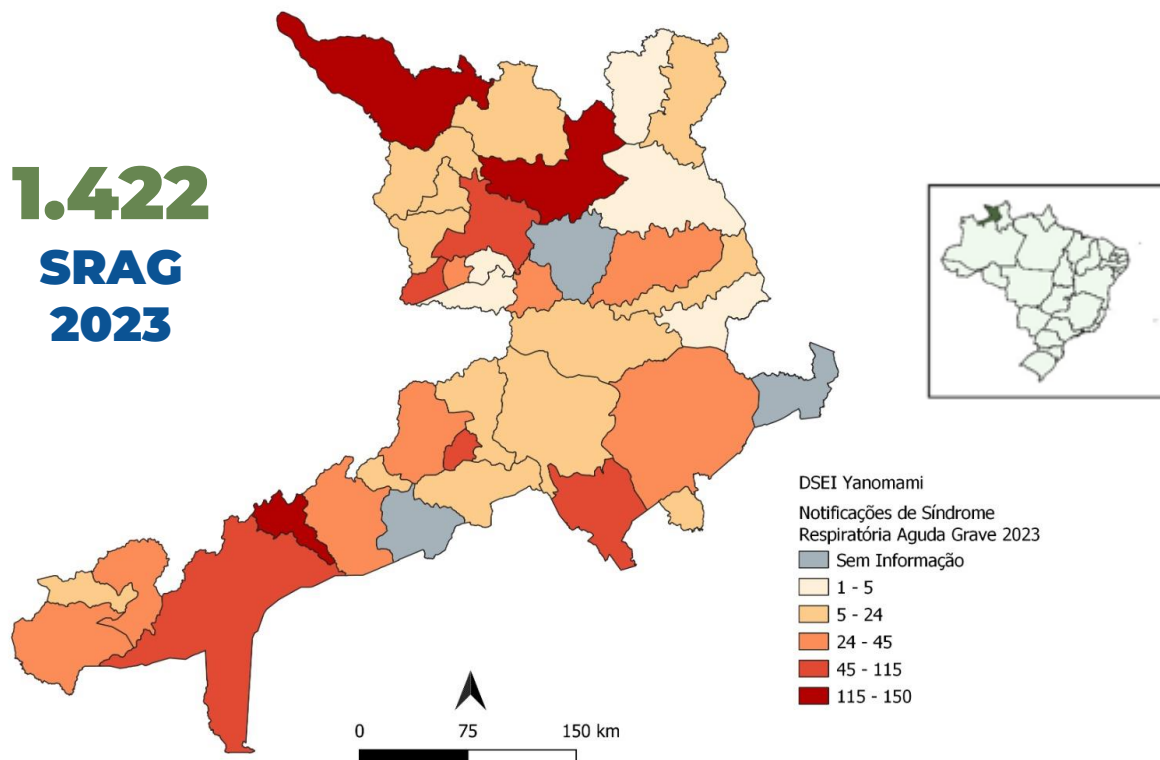 1.422
SRAG
2023
DSEI Yanomami
Notificações de Síndrome
Respiratória Aguda Grave 2023
Sem Informação
1 - 5
5 - 24
24 - 45
45 - 115
115 - 150
0 75 150 km